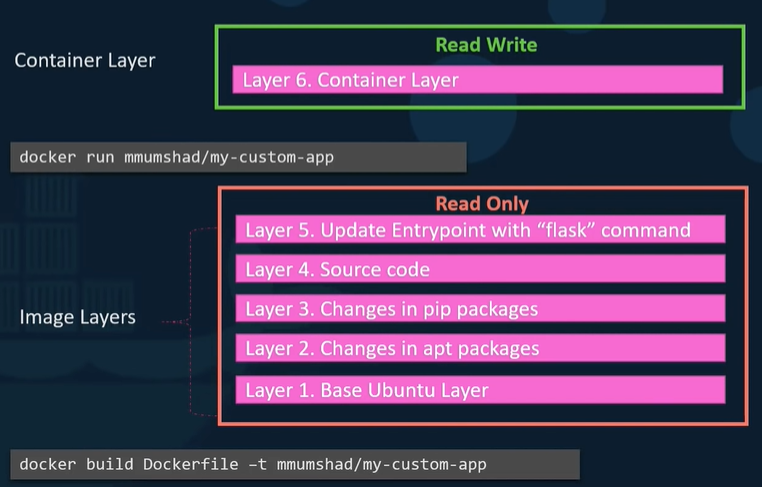 Read Write
Container Layer
Layer 6. Container Layer
docker run mmumshad/my-custom-app
Read Only
Layer 5. Update Entrypoint with “flask” command
Layer 4. Source code
Layer 3. Changes in pip packages
Image Layers
Layer 2. Changes in apt packages
Layer 1. Base Ubuntu Layer
docker build Dockerfile –t mmumshad/my-custom-app